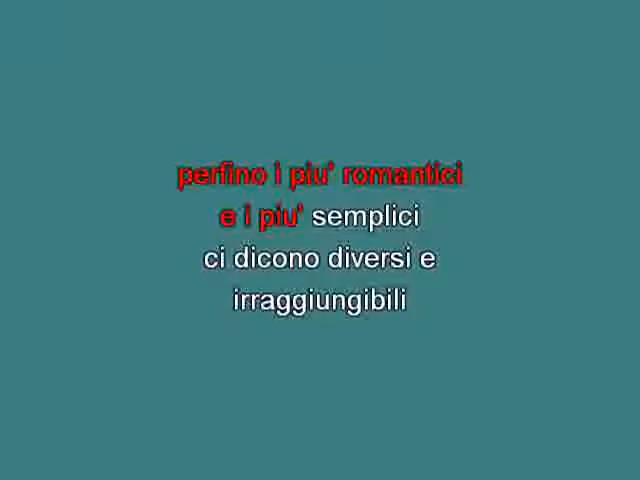 perfino i piu' romantici
e i piu' semplici
ci dicono diversi e
irraggiungibili